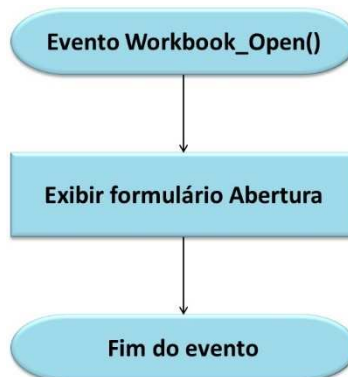 Evento Workbook_Open()
Exibir formulário Abertura
Fim do evento